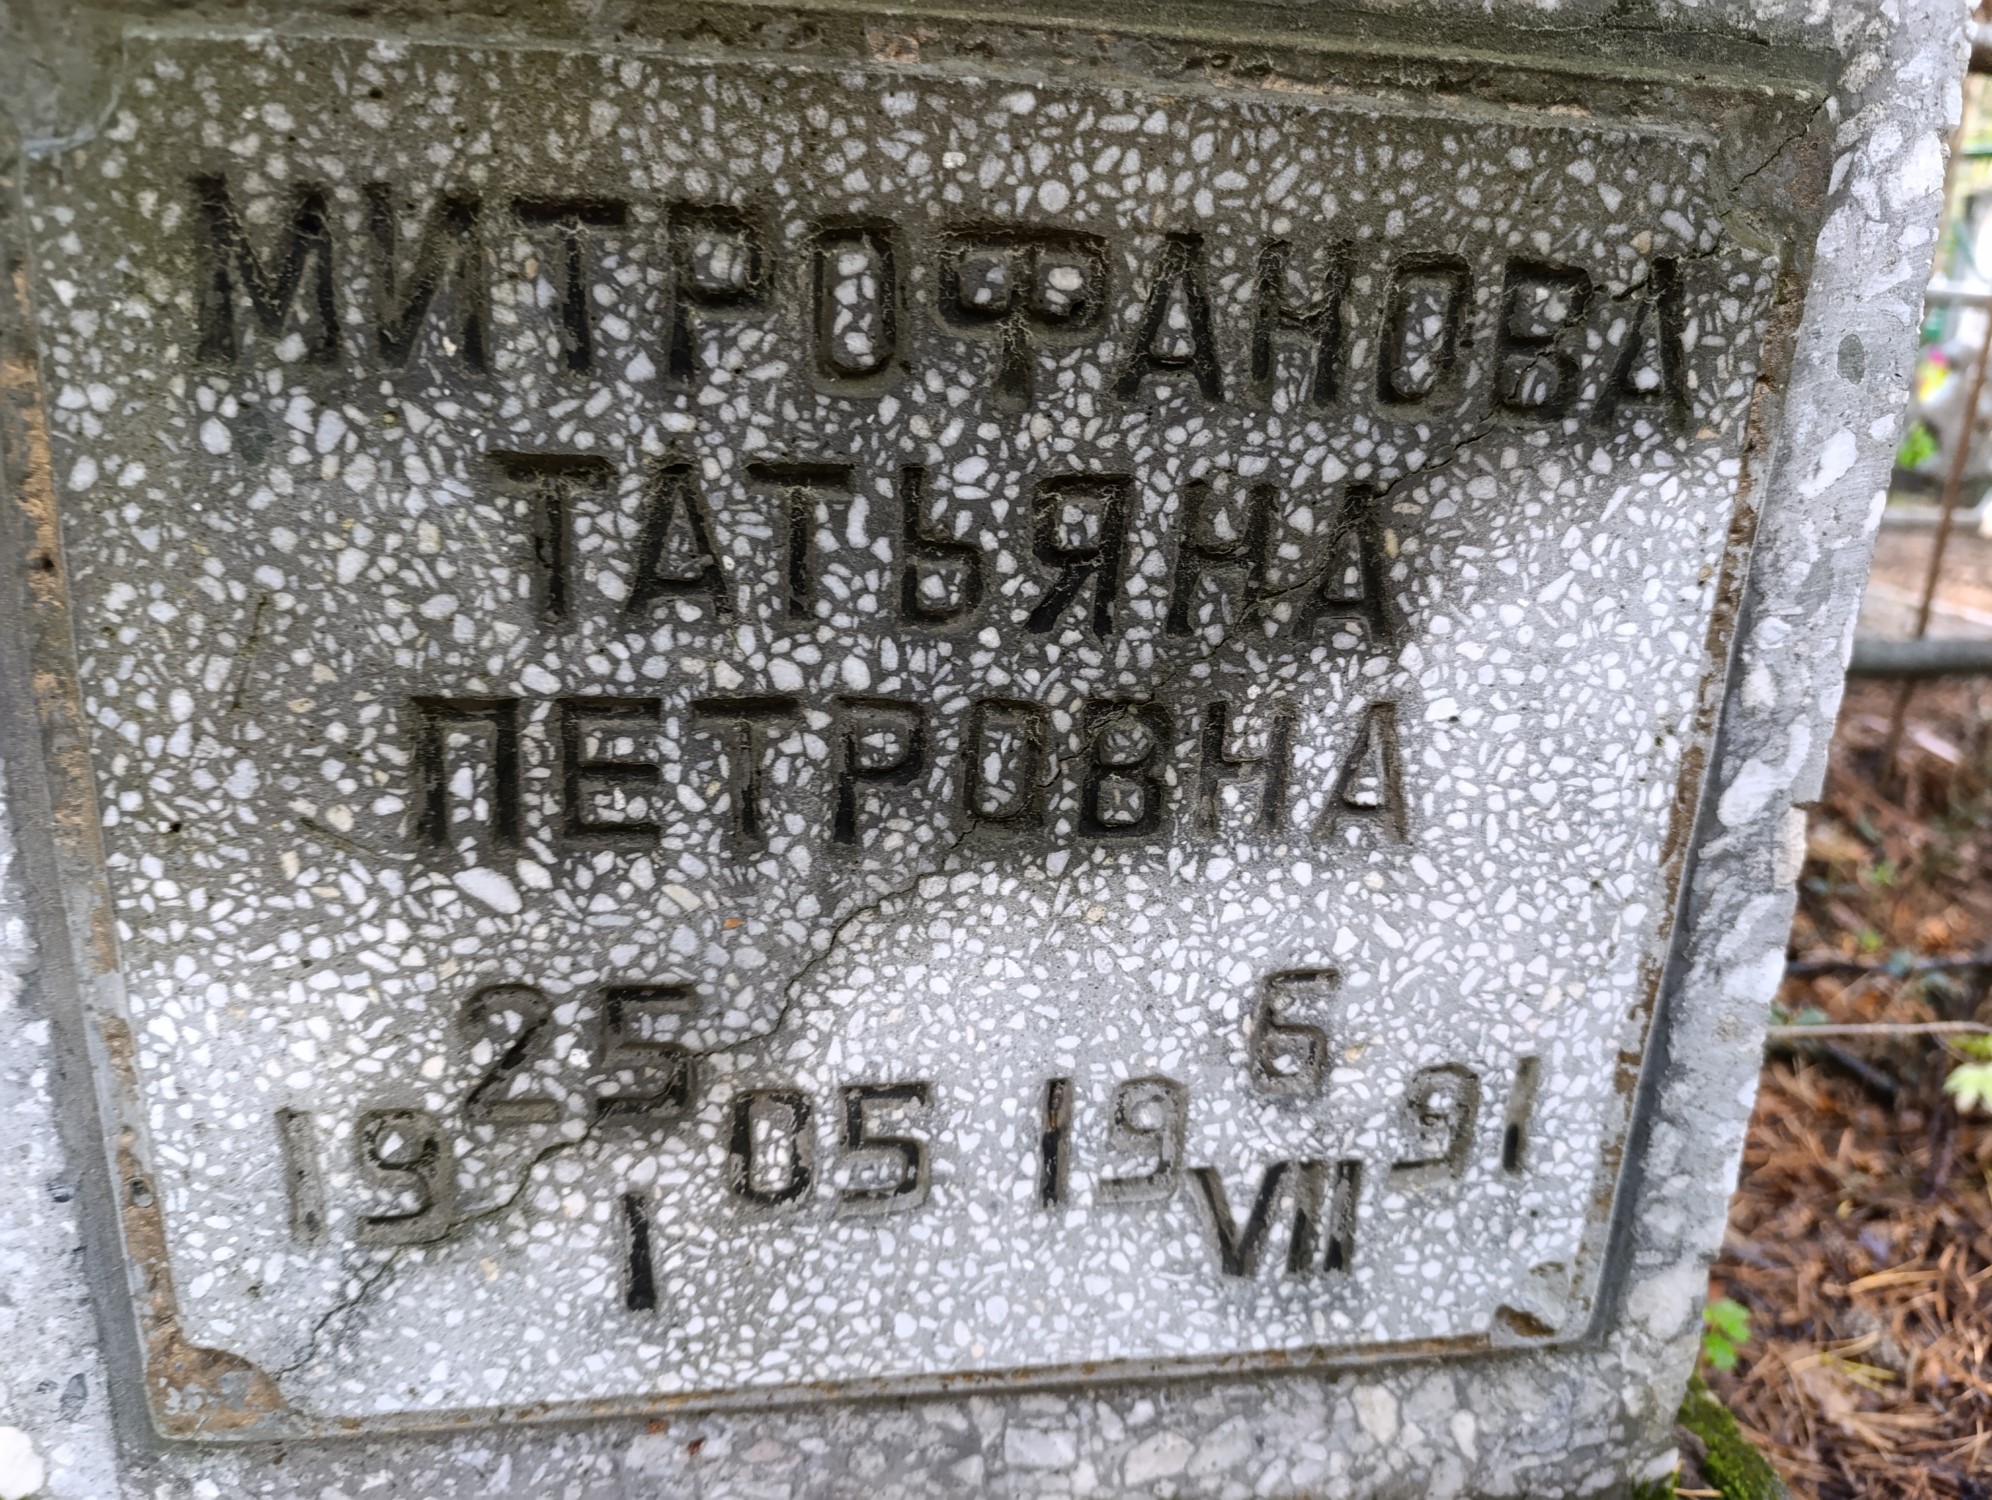 МИТРОФАНОВА
ТАТЬЯНА
ПЕТРОВНА
19 25/I 05 19 6/VII 91